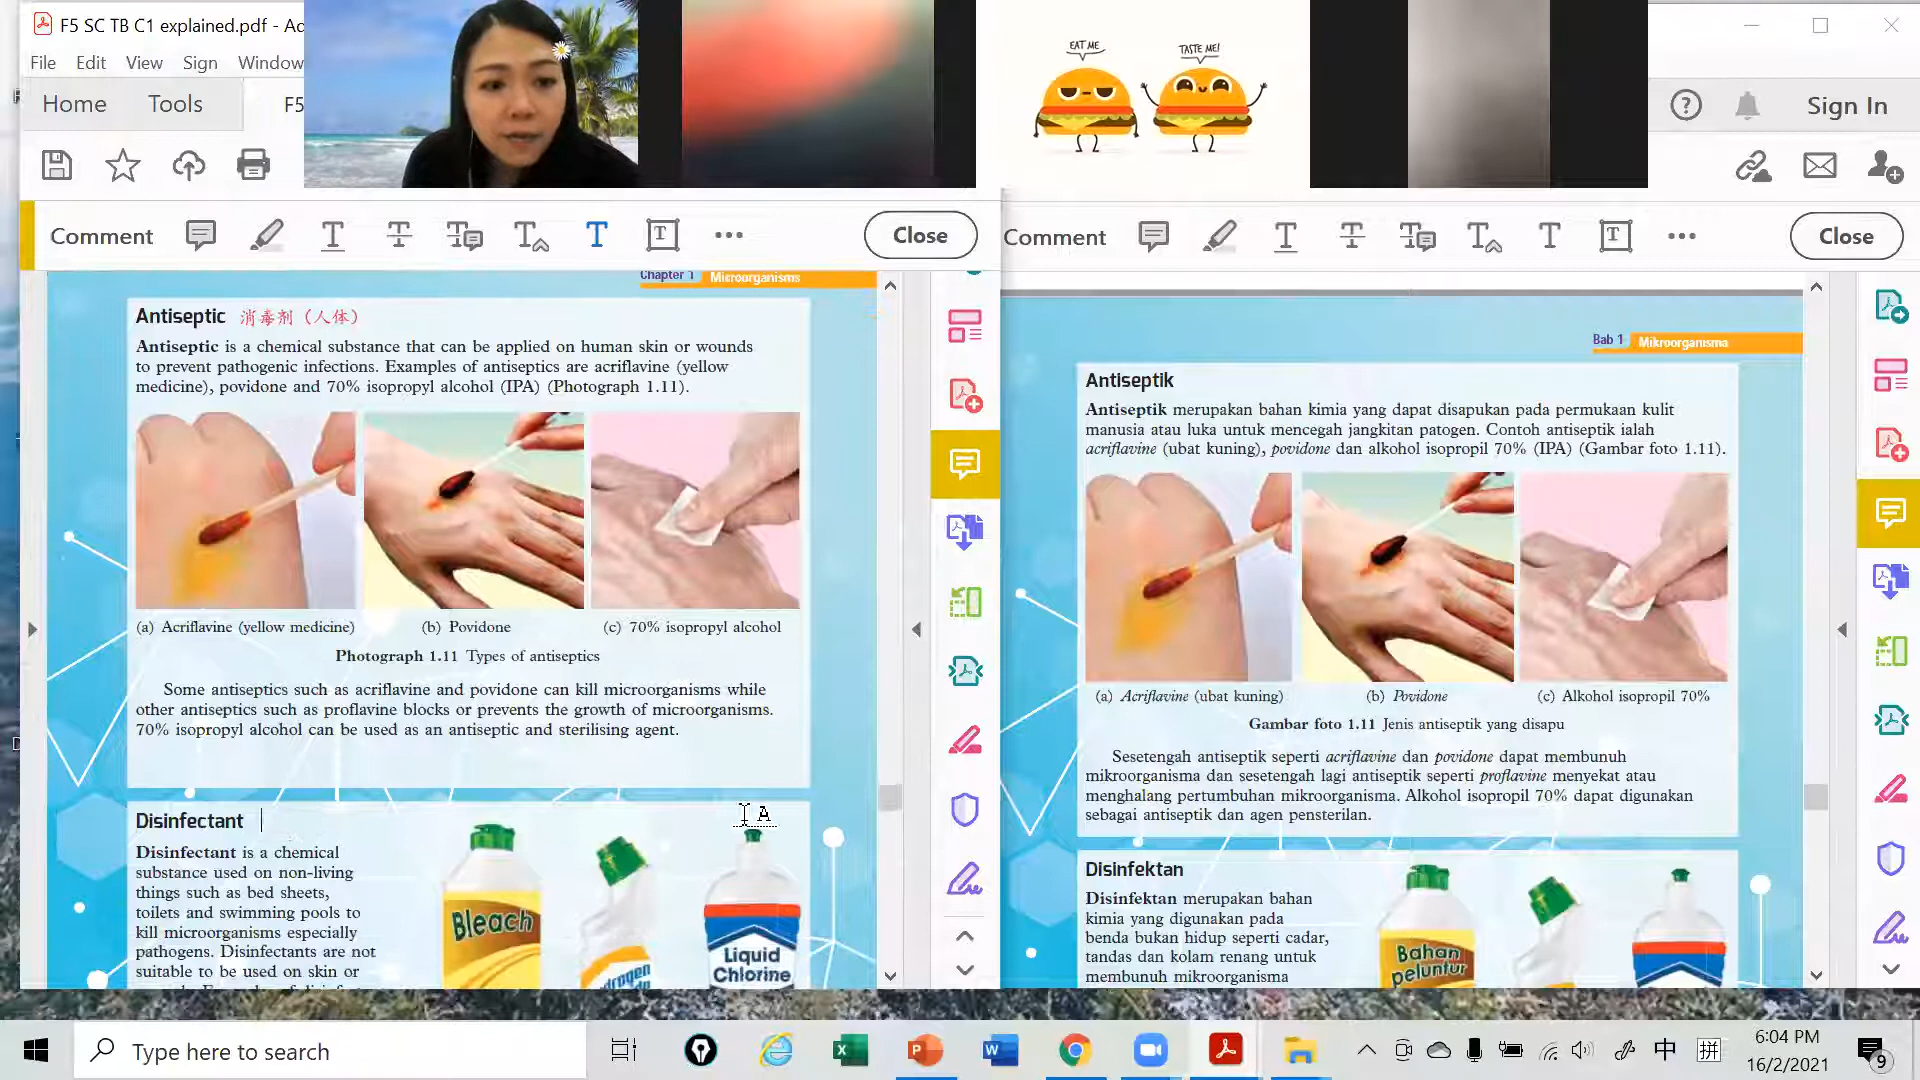 F5 SC TB C1 explained.pdf - Ad
File Edit View Sign Window
Home Tools F5
EAT ME
TASTE ME!
Sign In
Comment
Close
Comment
Close
Chapter 1 Microorganisms
Antiseptic 消毒剂（人体）
Antiseptic is a chemical substance that can be applied on human skin or wounds
to prevent pathogenic infections. Examples of antiseptics are acriflavine (yellow
medicine), povidone and 70% isopropyl alcohol (IPA) (Photograph 1.11).
(a) Acriflavine (yellow medicine)
(b) Povidone
(c) 70% isopropyl alcohol
Photograph 1.11 Types of antiseptics
Some antiseptics such as acriflavine and povidone can kill microorganisms while
other antiseptics such as proflavine blocks or prevents the growth of microorganisms.
70% isopropyl alcohol can be used as an antiseptic and sterilising agent.
Disinfectant
Disinfectant is a chemical
substance used on non-living
things such as bed sheets,
toilets and swimming pools to
kill microorganisms especially
pathogens. Disinfectants are not
suitable to be used on skin or
Bleach
Liquid
Chlorine
Bab 1 Mikroorganisma
Antiseptik
Antiseptik merupakan bahan kimia yang dapat disapukan pada permukaan kulit
manusia atau luka untuk mencegah jangkitan patogen. Contoh antiseptik ialah
acriflavine (ubat kuning), povidone dan alkohol isopropil 70% (IPA) (Gambar foto 1.11).
(a) Acriflavine (ubat kuning)
(b) Povidone
(c) Alkohol isopropil 70%
Gambar foto 1.11 Jenis antiseptik yang disapu
Sesetengah antiseptik seperti acriflavine dan povidone dapat membunuh
mikroorganisma dan sesetengah lagi antiseptik seperti proflavine menyekat atau
menghalang pertumbuhan mikroorganisma. Alkohol isopropil 70% dapat digunakan
sebagai antiseptik dan agen pensterilan.
Disinfektan
Disinfektan merupakan bahan
kimia yang digunakan pada
benda bukan hidup seperti cadar,
tandas dan kolam renang untuk
membunuh mikroorganisma
Bahan
peluntur
Type here to search
中
拼
6:04 PM
16/2/2021
9